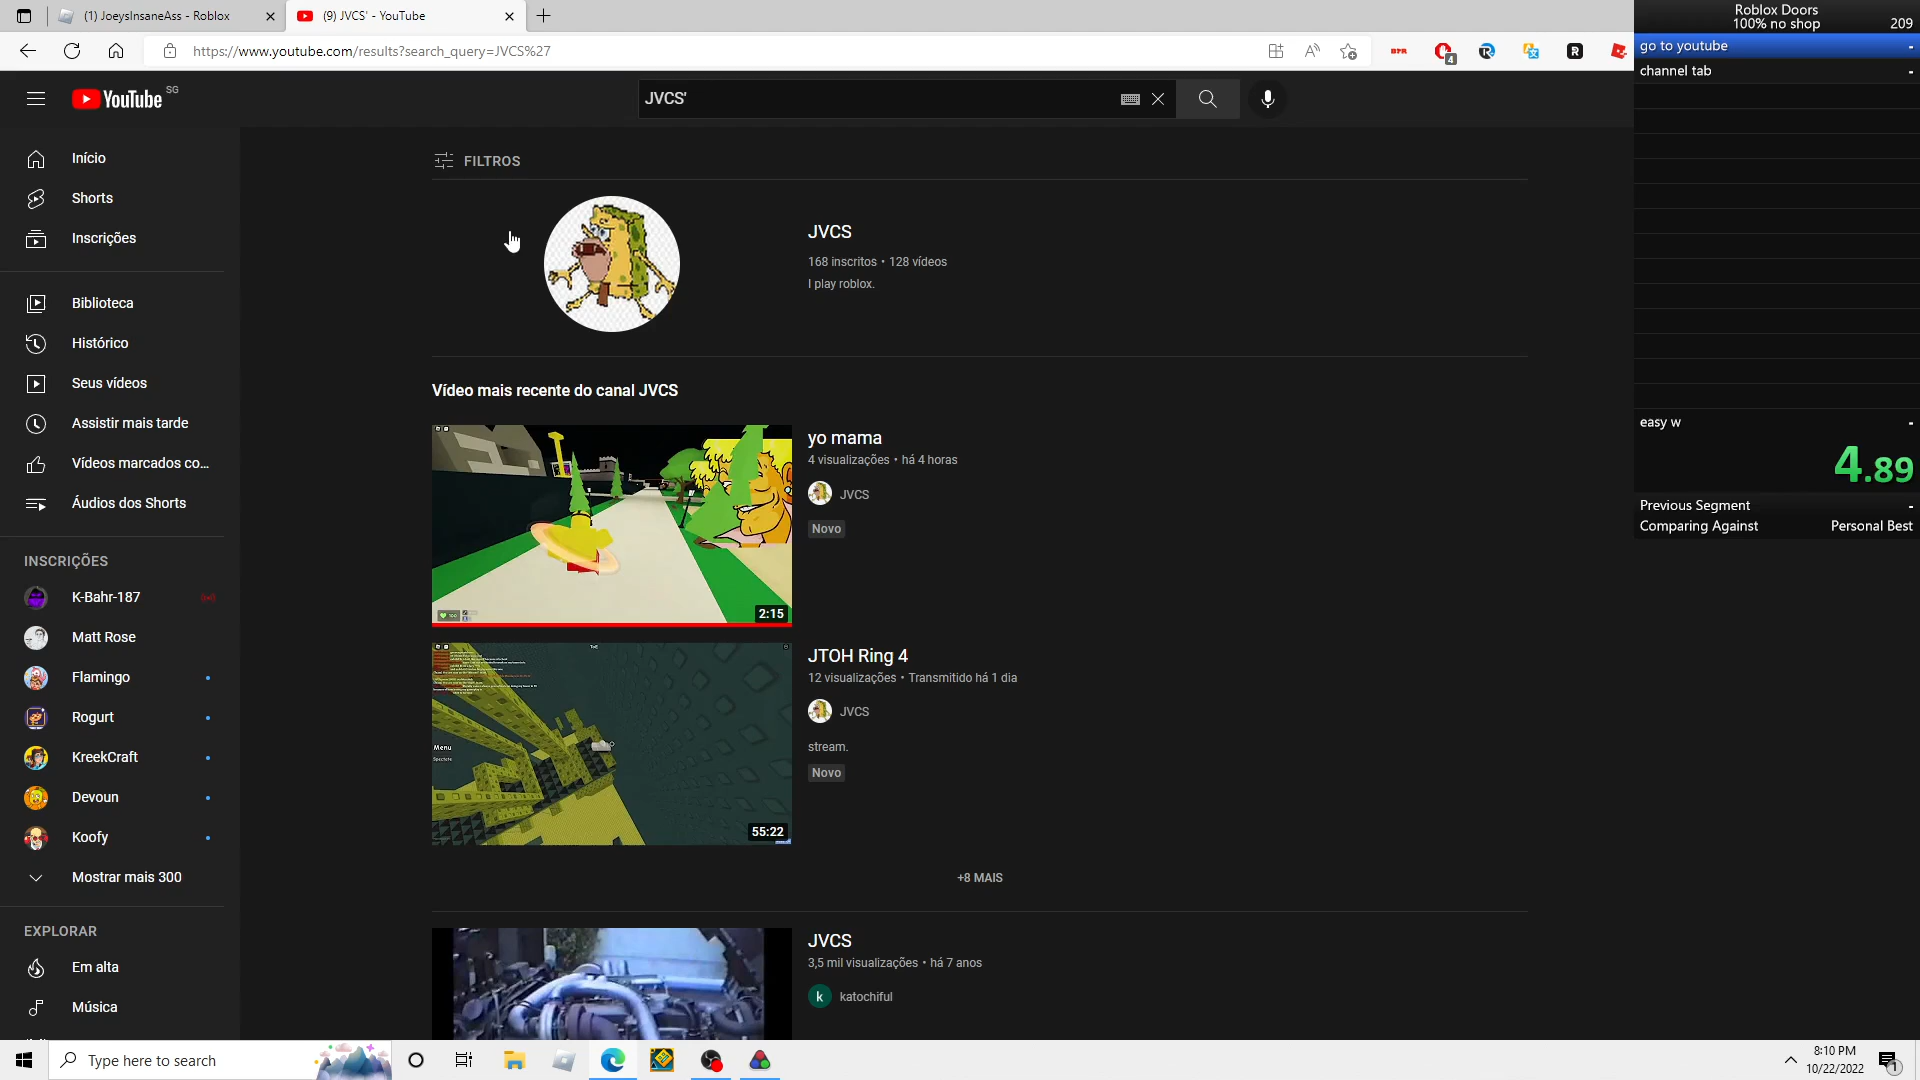 (1) JoeysInsaneAss - Roblox
(9) JVCS' - YouTube
https://www.youtube.com/results?search_query=JVCS%27
4
YouTube SG
JVCS'
Início
Shorts
Inscrições
Biblioteca
Histórico
Seus vídeos
Assistir mais tarde
Vídeos marcados co...
Áudios dos Shorts
INSCRIÇÕES
K-Bahr-187
Matt Rose
Flamingo
Rogurt
KreekCraft
Devoun
Koofy
Mostrar mais 300
EXPLORAR
Em alta
Música
FILTROS
JVCS
168 inscritos • 128 vídeos
I play roblox.
Vídeo mais recente do canal JVCS
2:15
yo mama
4 visualizações • há 4 horas
JVCS
Novo
Menu
Spectate
55:22
JTOH Ring 4
12 visualizações • Transmitido há 1 dia
JVCS
stream.
Novo
+8 MAIS
JVCS
3,5 mil visualizações • há 7 anos
k katochiful
Roblox Doors
100% no shop 209
go to youtube -
channel tab -
easy w -
4.89
Previous Segment -
Comparing Against Personal Best
Type here to search
8:10 PM
10/22/2022
1